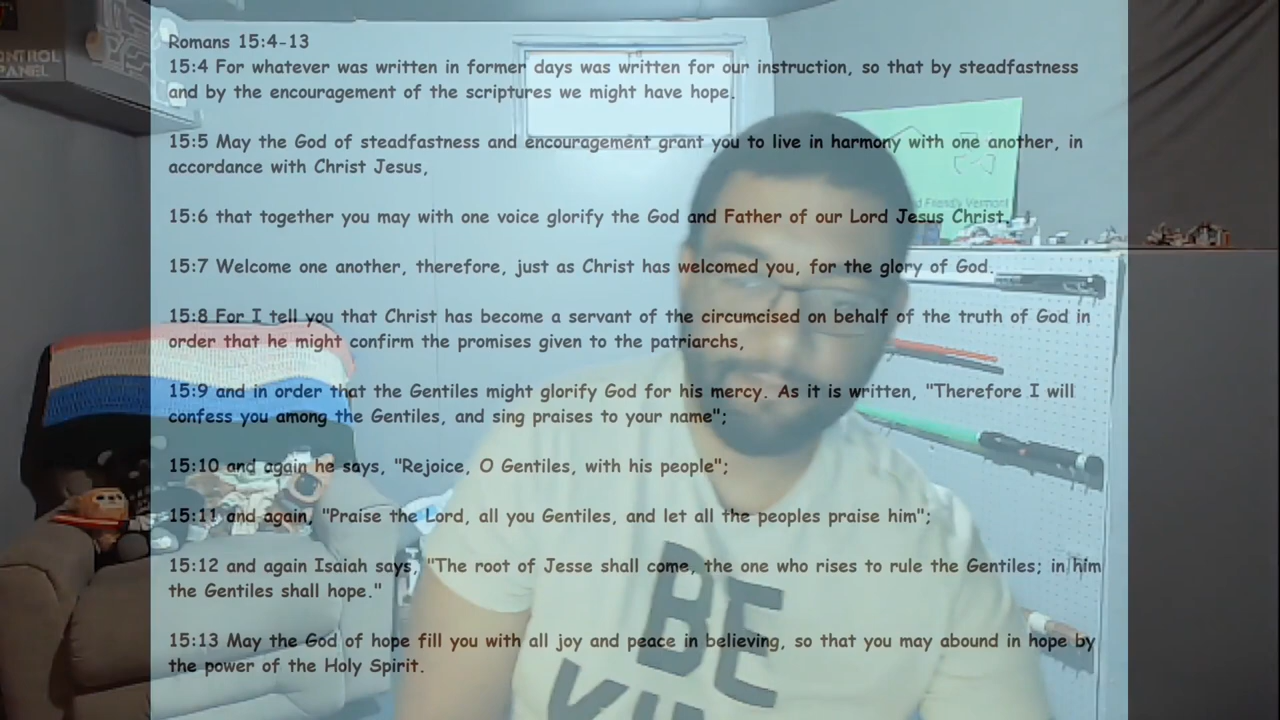 CONTROL
PANEL
Romans 15:4-13
15:4 For whatever was written in former days was written for our instruction, so that by steadfastness
and by the encouragement of the scriptures we might have hope.
15:5 May the God of steadfastness and encouragement grant you to live in harmony with one another, in
accordance with Christ Jesus,
15:6 that together you may with one voice glorify the God and Father of our Lord Jesus Christ.
15:7 Welcome one another, therefore, just as Christ has welcomed you, for the glory of God.
15:8 For I tell you that Christ has become a servant of the circumcised on behalf of the truth of God in
order that he might confirm the promises given to the patriarchs,
15:9 and in order that the Gentiles might glorify God for his mercy. As it is written, "Therefore I will
confess you among the Gentiles, and sing praises to your name";
15:10 and again he says, "Rejoice, O Gentiles, with his people";
15:11 and again, "Praise the Lord, all you Gentiles, and let all the peoples praise him";
15:12 and again Isaiah says, "The root of Jesse shall come, the one who rises to rule the Gentiles; in him
the Gentiles shall hope."
15:13 May the God of hope fill you with all joy and peace in believing, so that you may abound in hope by
the power of the Holy Spirit.
Friend's Vermont
BE